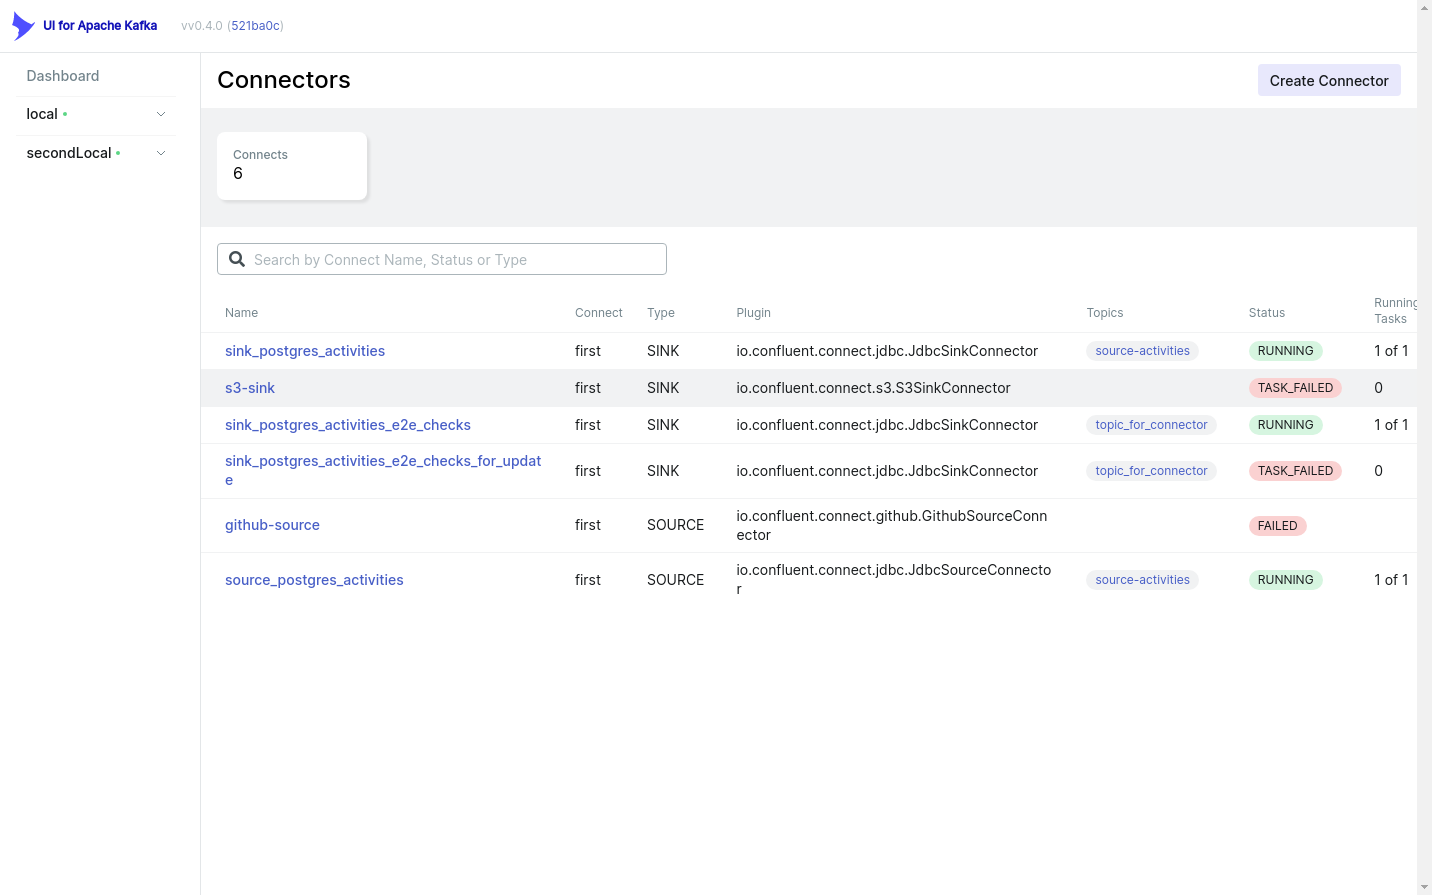 UI for Apache Kafka vv0.4.0 (521ba0c)
Dashboard
local
secondLocal
Connectors
Create Connector
Connects
6
Search by Connect Name, Status or Type
Name Connect Type Plugin Topics Status Running
Tasks
sink_postgres_activities first SINK io.confluent.connect.jdbc.JdbcSinkConnector source-activities RUNNING 1 of 1
s3-sink first SINK io.confluent.connect.s3.S3SinkConnector TASK_FAILED 0
sink_postgres_activities_e2e_checks first SINK io.confluent.connect.jdbc.JdbcSinkConnector topic_for_connector RUNNING 1 of 1
sink_postgres_activities_e2e_checks_for_updat
e first SINK io.confluent.connect.jdbc.JdbcSinkConnector topic_for_connector TASK_FAILED 0
github-source first SOURCE io.confluent.connect.github.GithubSourceConn
ector FAILED
source_postgres_activities first SOURCE io.confluent.connect.jdbc.JdbcSourceConnecto
r source-activities RUNNING 1 of 1